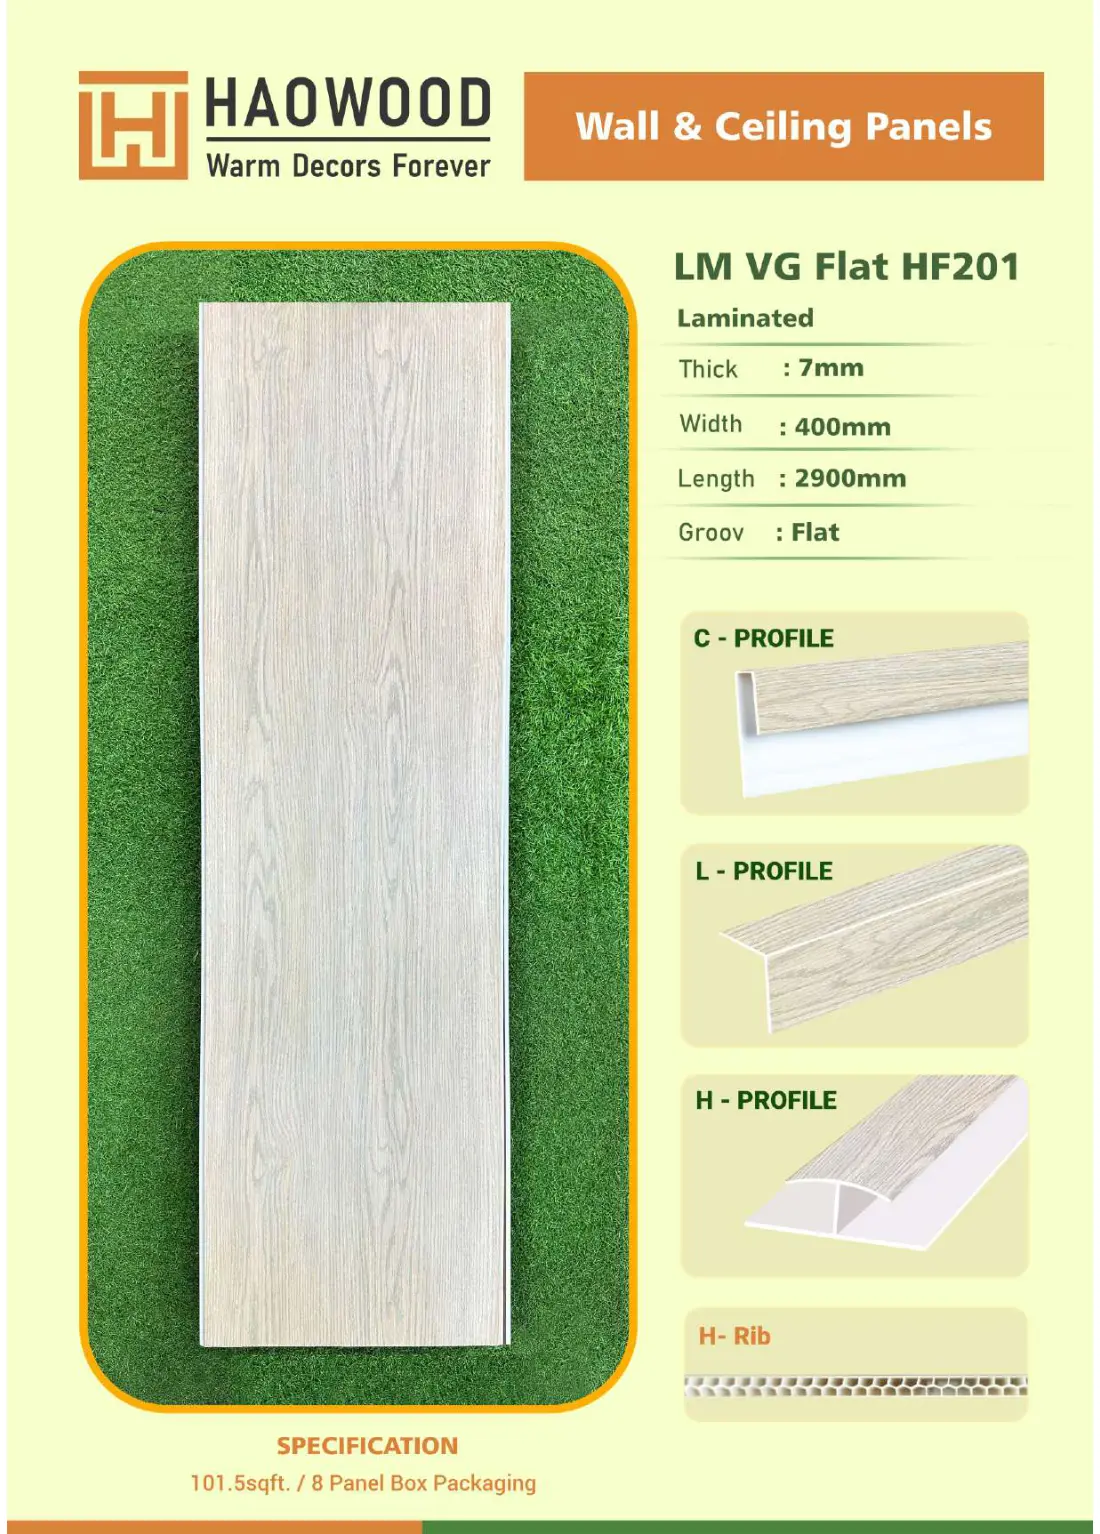 HAOWOOD
Warm Decors Forever
Wall & Ceiling Panels
LM VG Flat HF201
Laminated
Thick : 7mm
Width : 400mm
Length : 2900mm
Groov : Flat
C - PROFILE
L - PROFILE
H - PROFILE
H- Rib
SPECIFICATION
101.5sqft. / 8 Panel Box Packaging